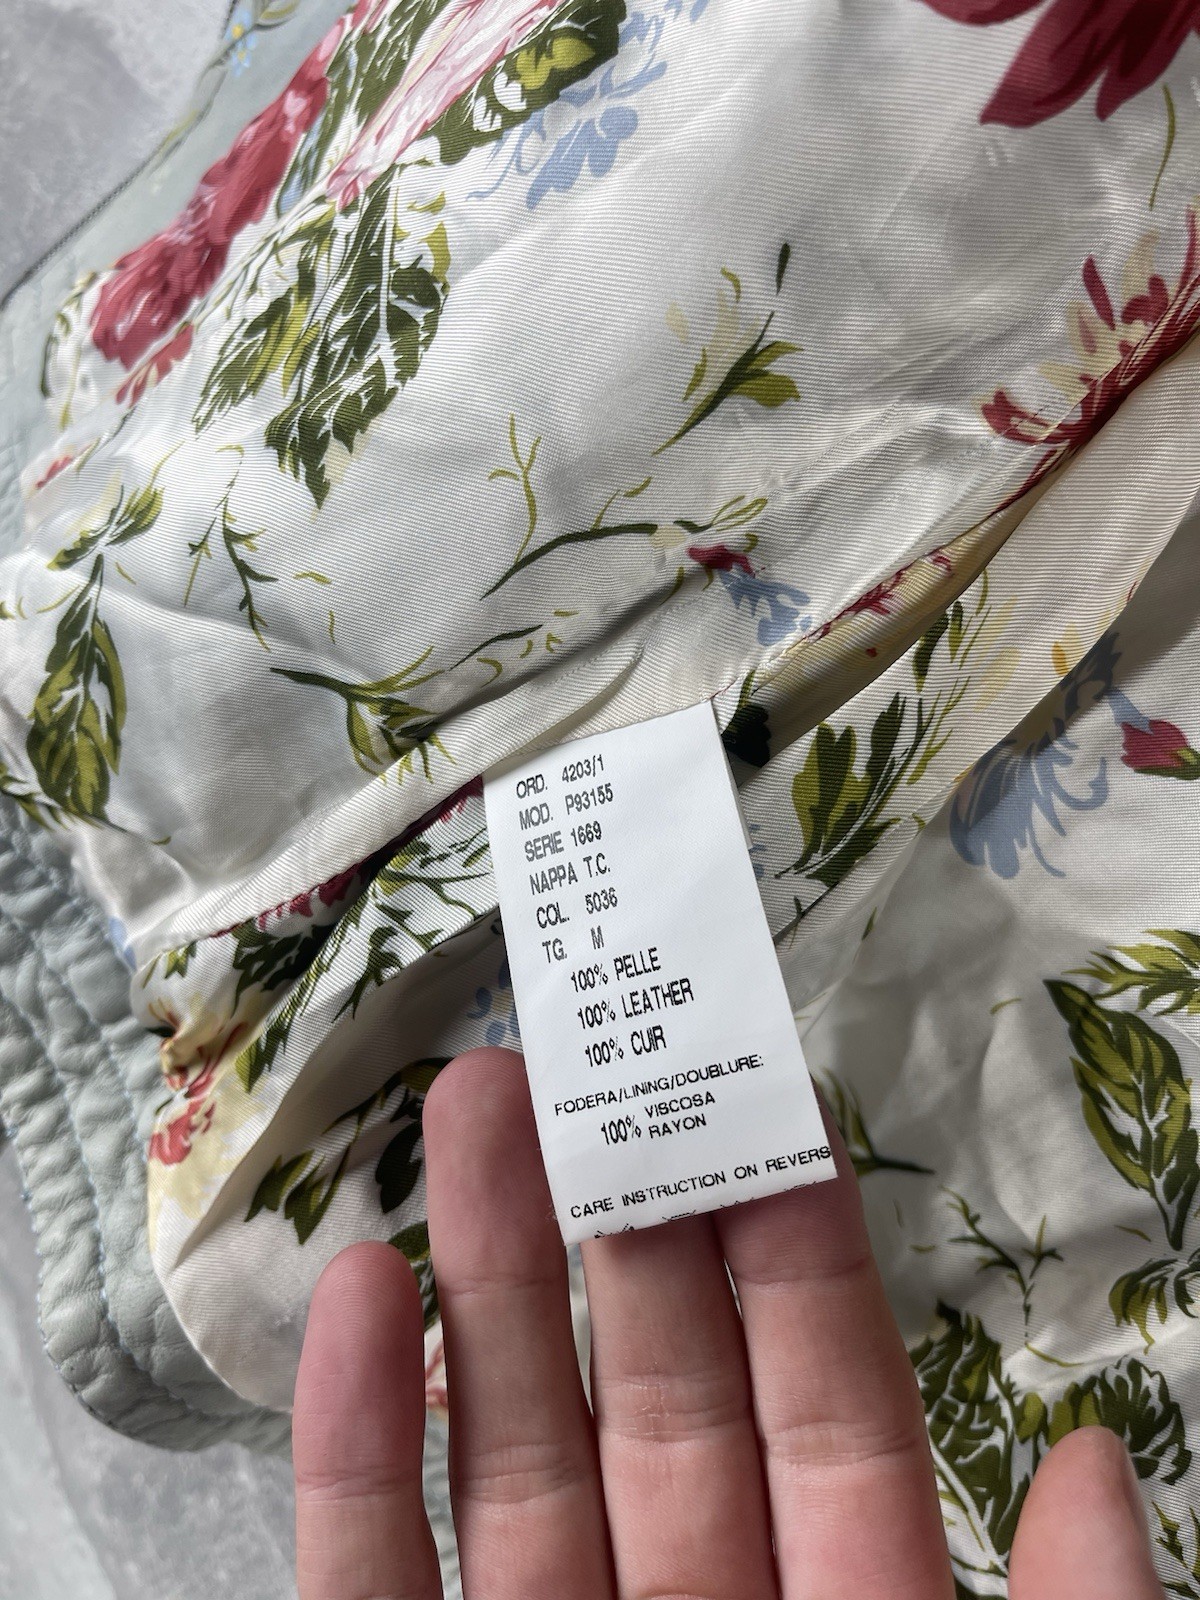 ORD. 4203/1
MOD. P93155
SERIE 1669
NAPPA T.C.
COL. 5036
TG. M
100% PELLE
100% LEATHER
100% CUIR
FODERA/LINING/DOUBLURE:
100% VISCOSA
RAYON
CARE INSTRUCTION ON REVERS